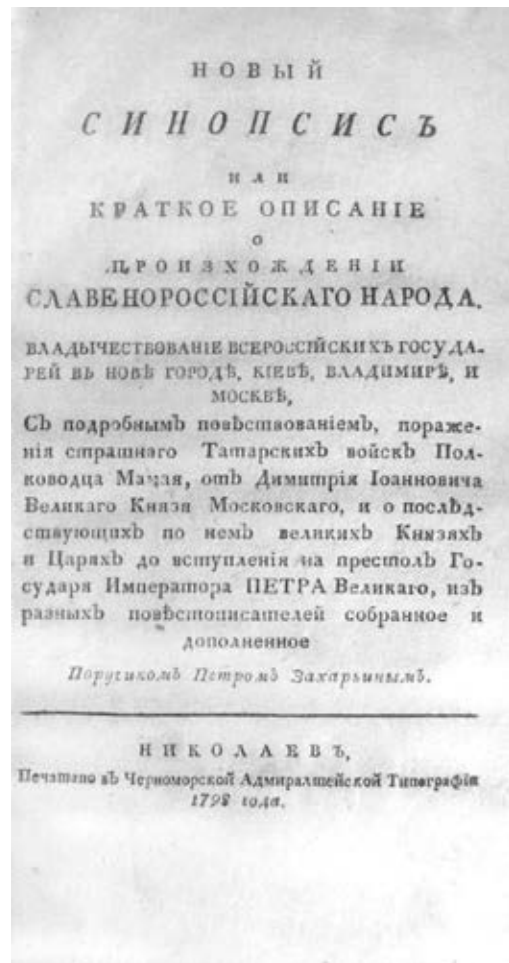 НОВЫЙ
СИНОПСИСЪ
ИЛИ
КРАТКОЕ ОПИСАНІЕ
О
ПРОИЗХОЖДЕНІИ
СЛАВЕНОРОССІЙСКАГО НАРОДА.
ВЛАДЫЧЕСТВОВАНІЕ ВСЕРОССІЙСКИХЪ ГОСУДА-
РЕЙ ВЬ НОВѢ ГОРОДѢ, КІЕВѢ, ВЛАДИМИРѢ, И
МОСКВѢ,
Съ подробнымъ повѣствованіемъ, пораже-
нія страшнаго Татарскихъ войскъ Пол-
ководца Мамая, отъ Димитрія Іоанновича
Великаго Князя Московскаго, и о послѣд-
ствующихъ по немъ великихъ Князяхъ
и Царяхъ до вступленія на престолъ Го-
сударя Императора ПЕТРА Великаго, изъ
разныхъ повѣстописателей собранное и
дополненное
Поручикомъ Петромъ Захарьинымъ.
НИКОЛАЕВЪ,
Печатано въ Черноморской Адмиралтейской Типографіи
1798 года.